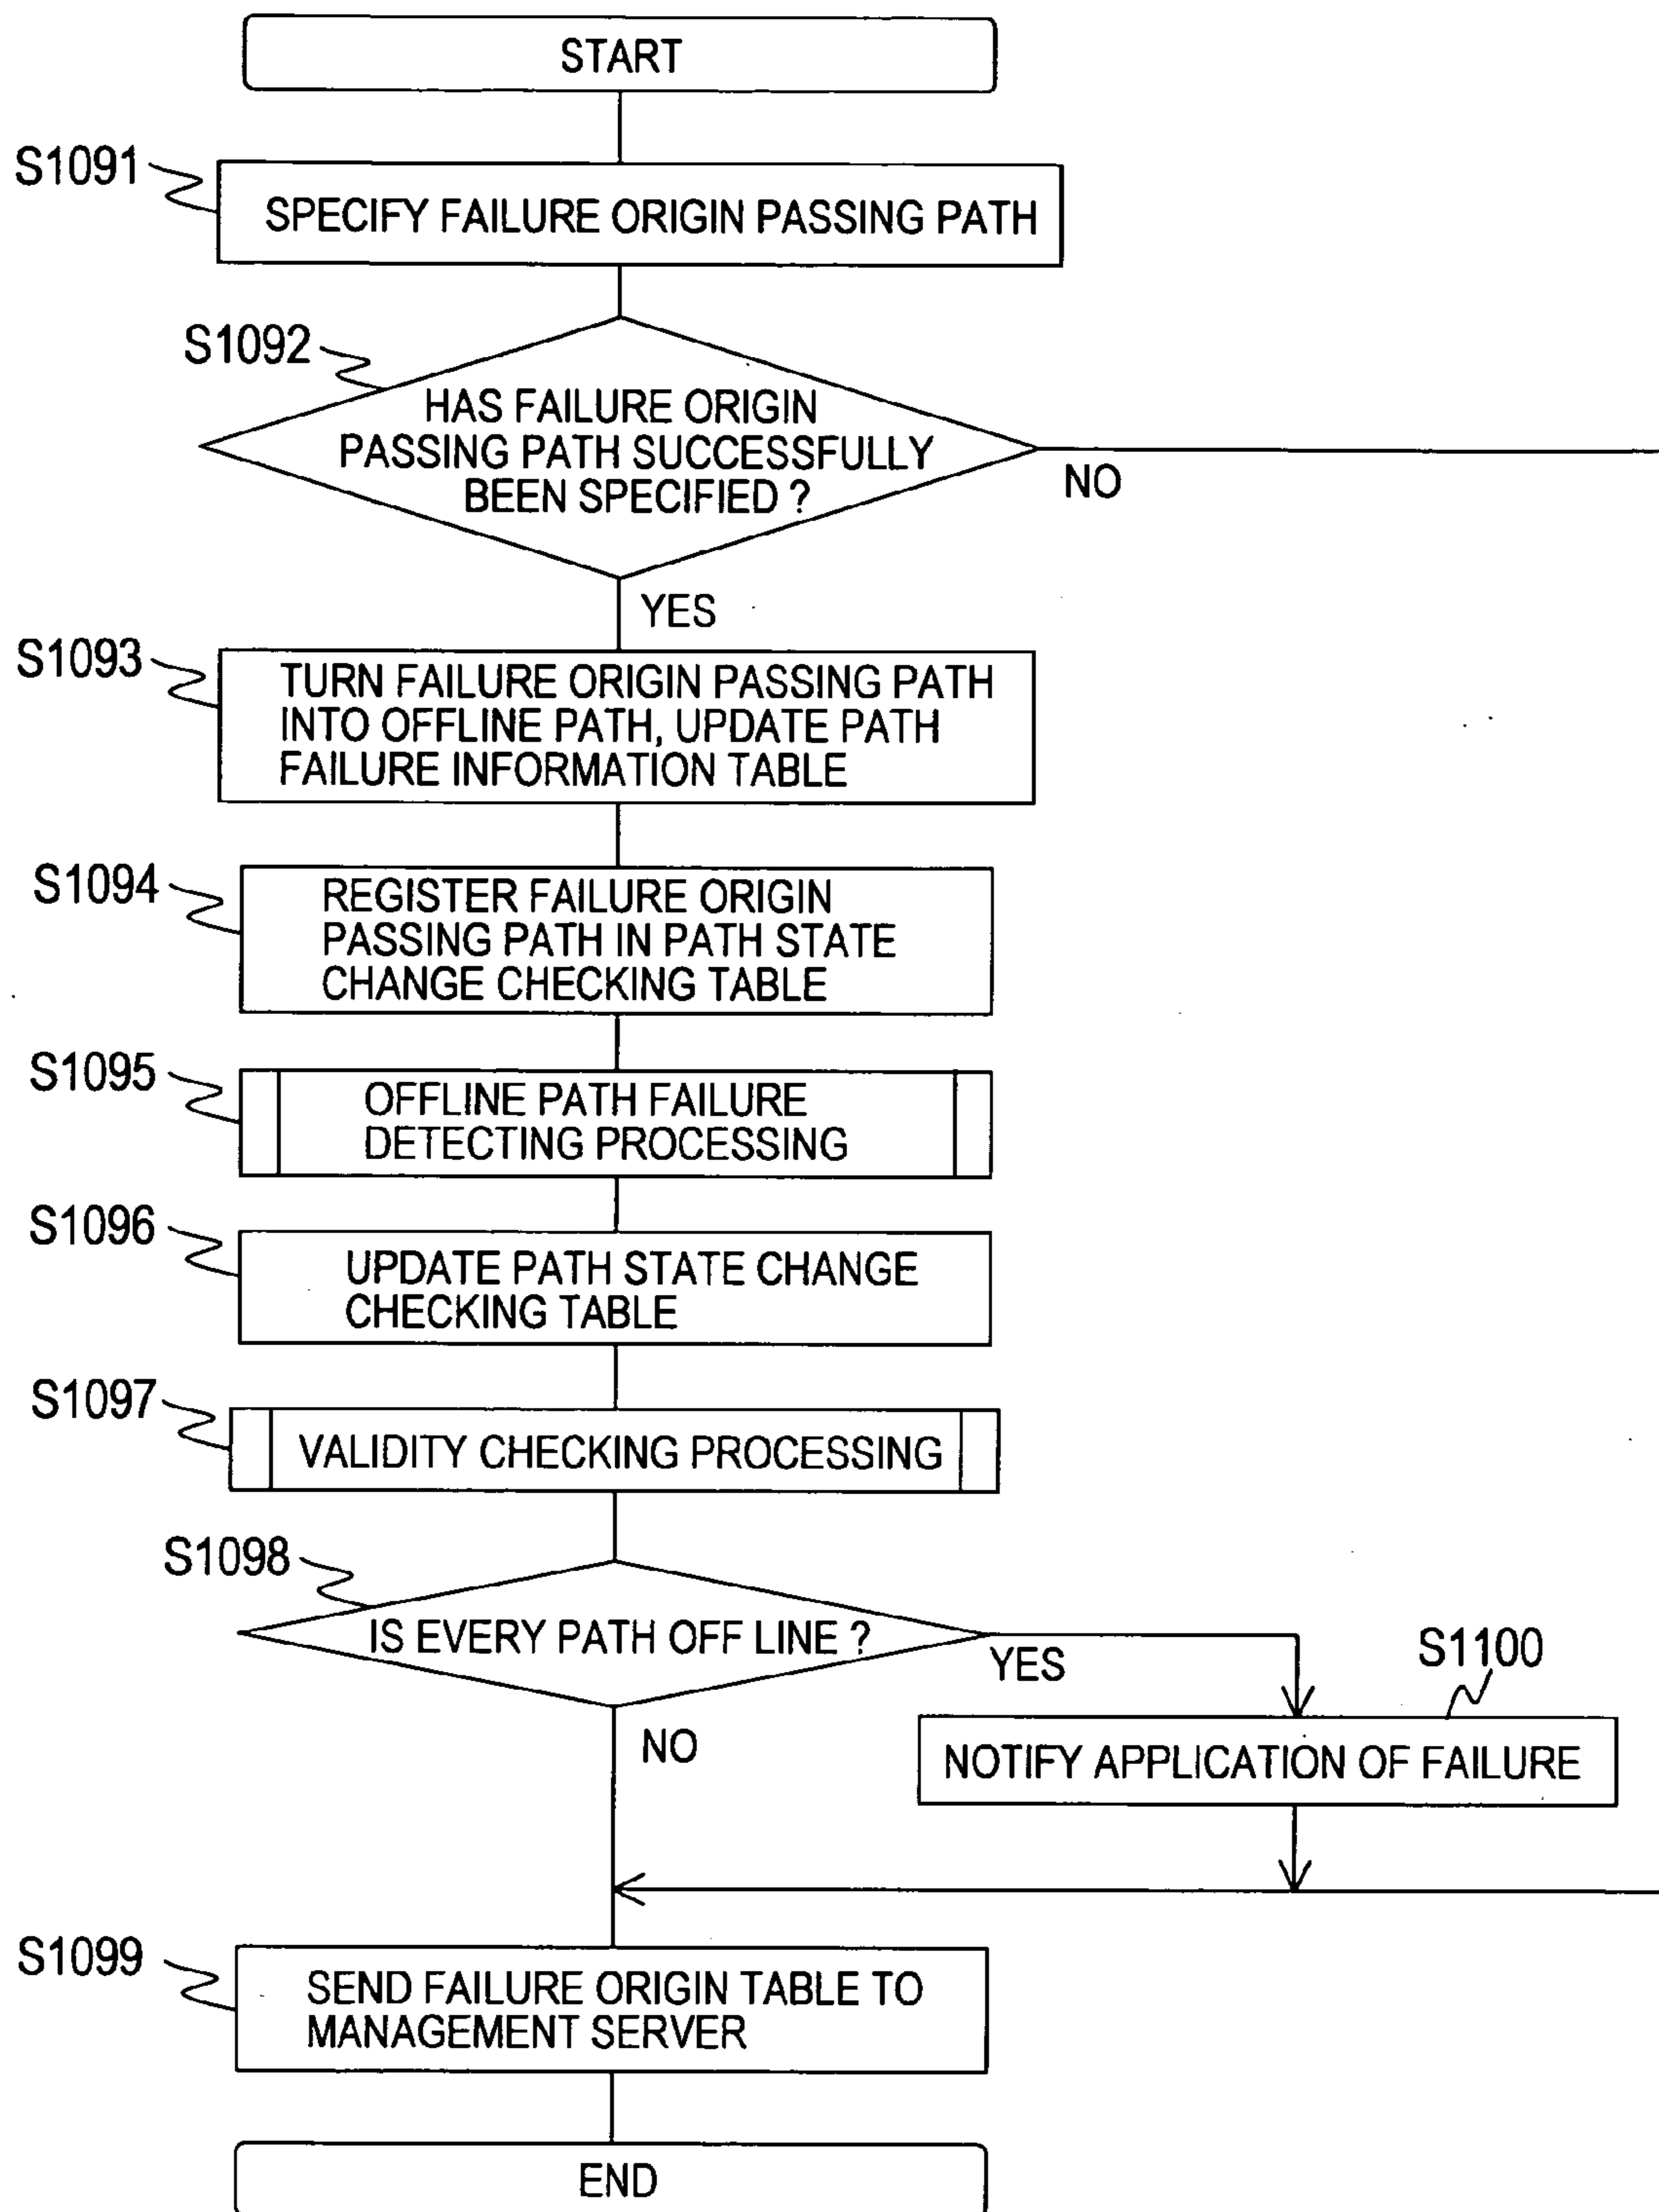 START
S1091
SPECIFY FAILURE ORIGIN PASSING PATH
S1092
HAS FAILURE ORIGIN
PASSING PATH SUCCESSFULLY
BEEN SPECIFIED ?
NO
YES
S1093
TURN FAILURE ORIGIN PASSING PATH
INTO OFFLINE PATH, UPDATE PATH
FAILURE INFORMATION TABLE
S1094
REGISTER FAILURE ORIGIN
PASSING PATH IN PATH STATE
CHANGE CHECKING TABLE
S1095
OFFLINE PATH FAILURE
DETECTING PROCESSING
S1096
UPDATE PATH STATE CHANGE
CHECKING TABLE
S1097
VALIDITY CHECKING PROCESSING
S1098
IS EVERY PATH OFF LINE ?
YES
S1100
NO
NOTIFY APPLICATION OF FAILURE
S1099
SEND FAILURE ORIGIN TABLE TO
MANAGEMENT SERVER
END